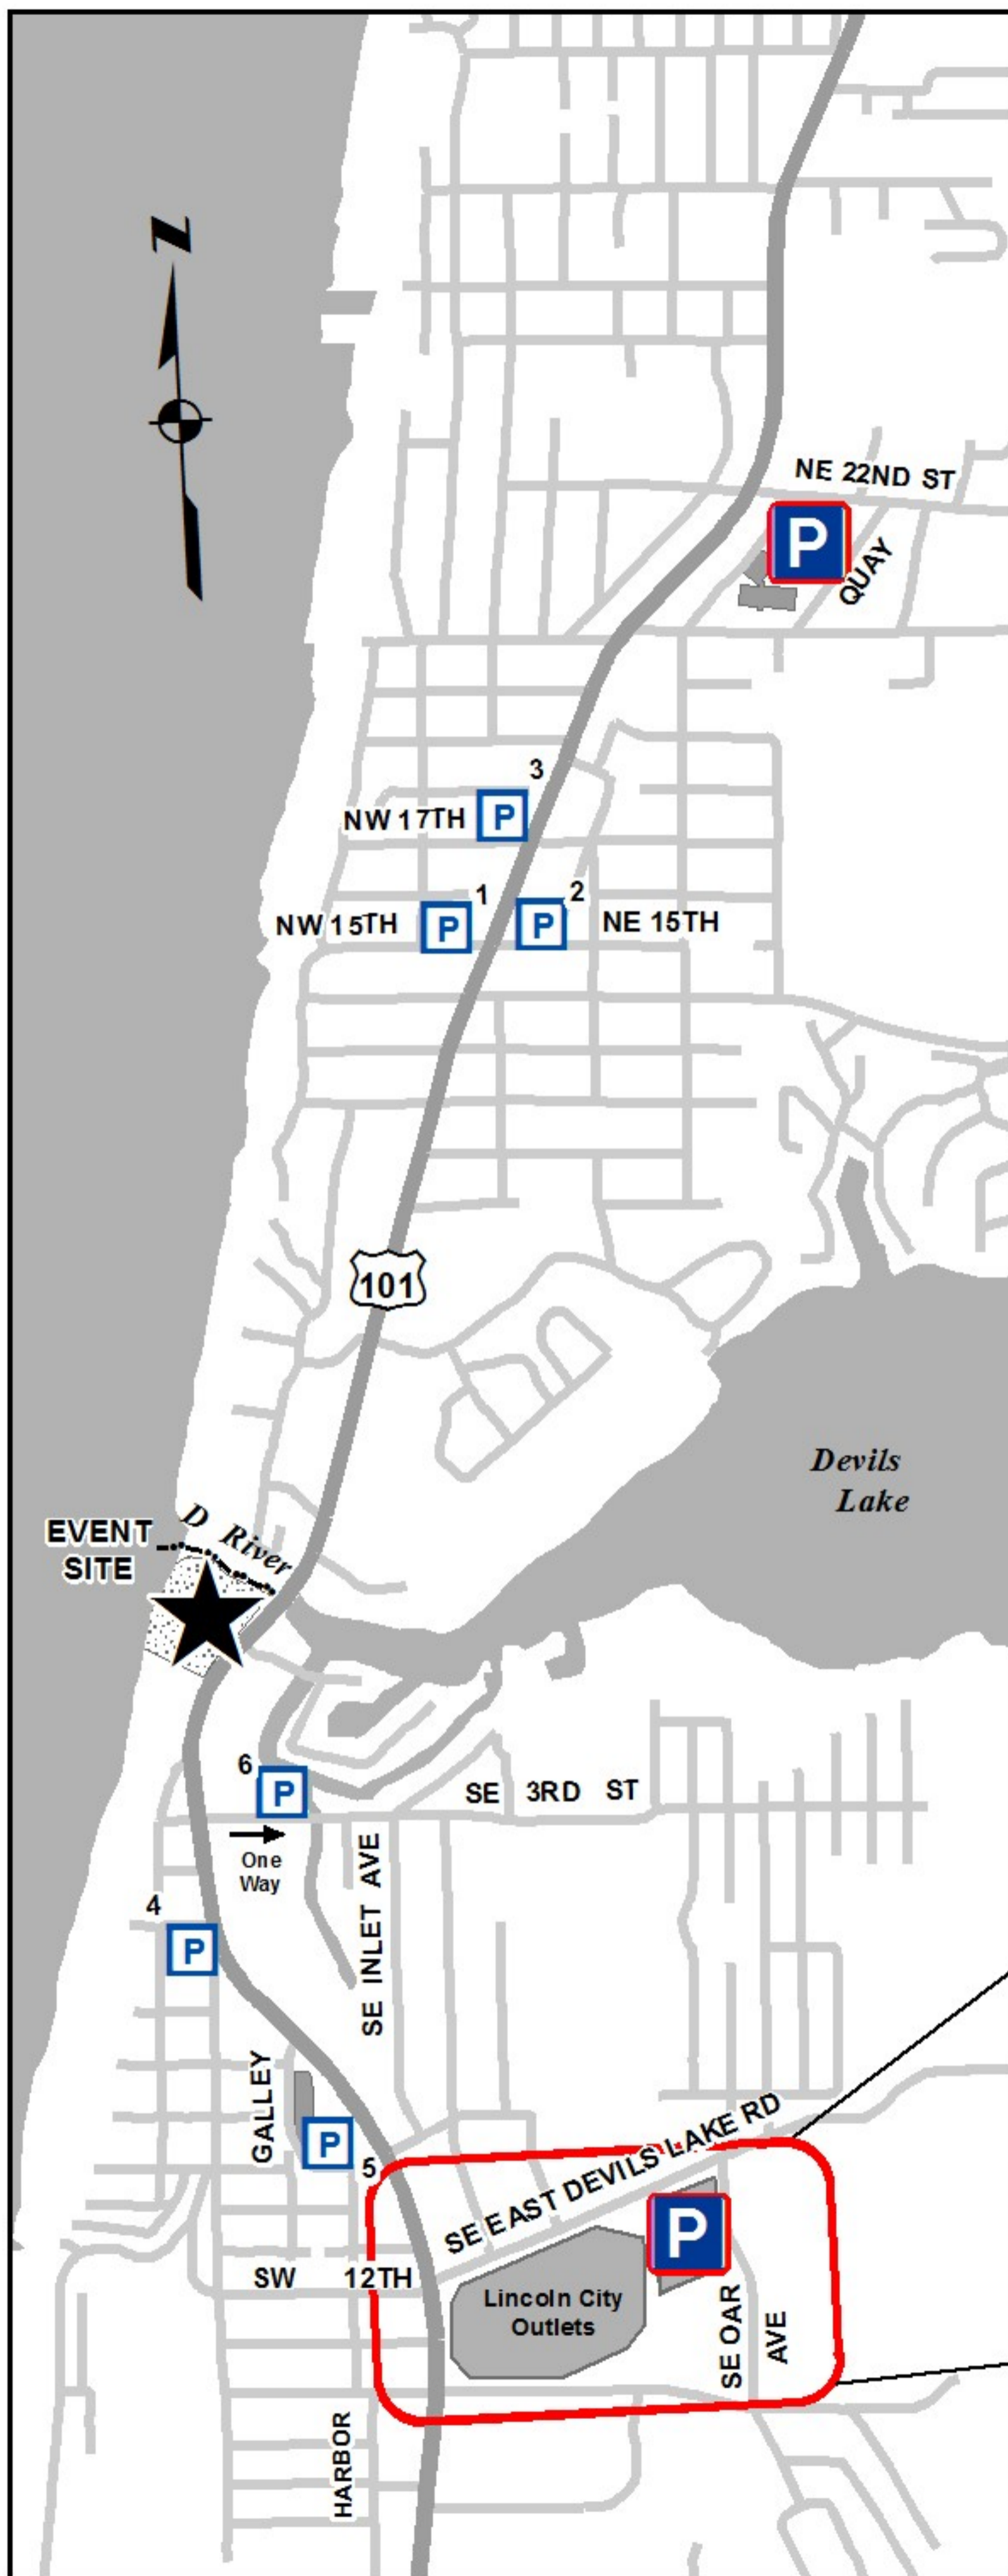 N
NE 22ND ST
P
QUAY
3
NW 17TH
P
1
2
NW 15TH
P
P
NE 15TH
101
Devils
Lake
EVENT
SITE
D River
6
P
SE 3RD ST
One
Way
SE INLET AVE
4
P
GALLEY
P
5
SE EAST DEVILS LAKE RD
P
SW 12TH
Lincoln City
Outlets
SE OAR
AVE
HARBOR